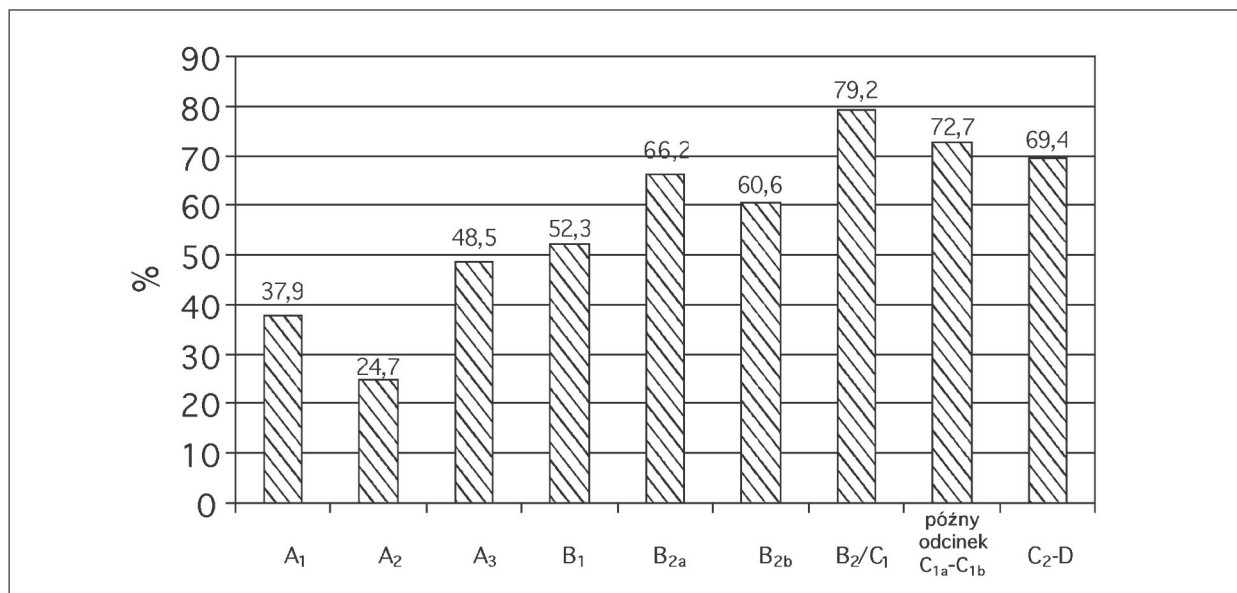 90
80
70
60
50
40
30
20
10
0
%
37,9
24,7
48,5
52,3
66,2
60,6
79,2
72,7
69,4
A1
A2
A3
B1
B2a
B2b
B2/C1
późny
odcinek
C1a-C1b
C2-D